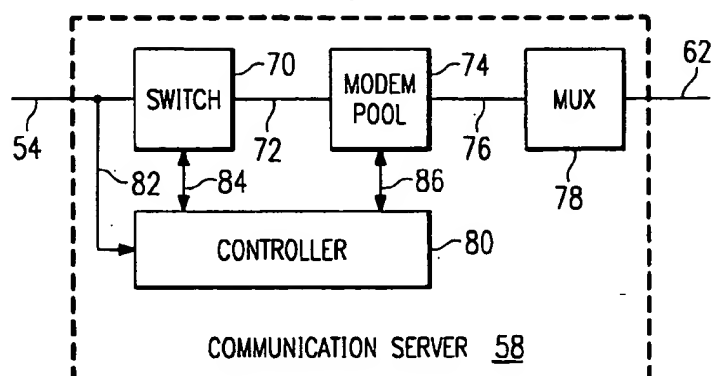 70
74
62
SWITCH
MODEM
POOL
MUX
54
72
76
82
84
86
78
CONTROLLER
80
COMMUNICATION SERVER 58